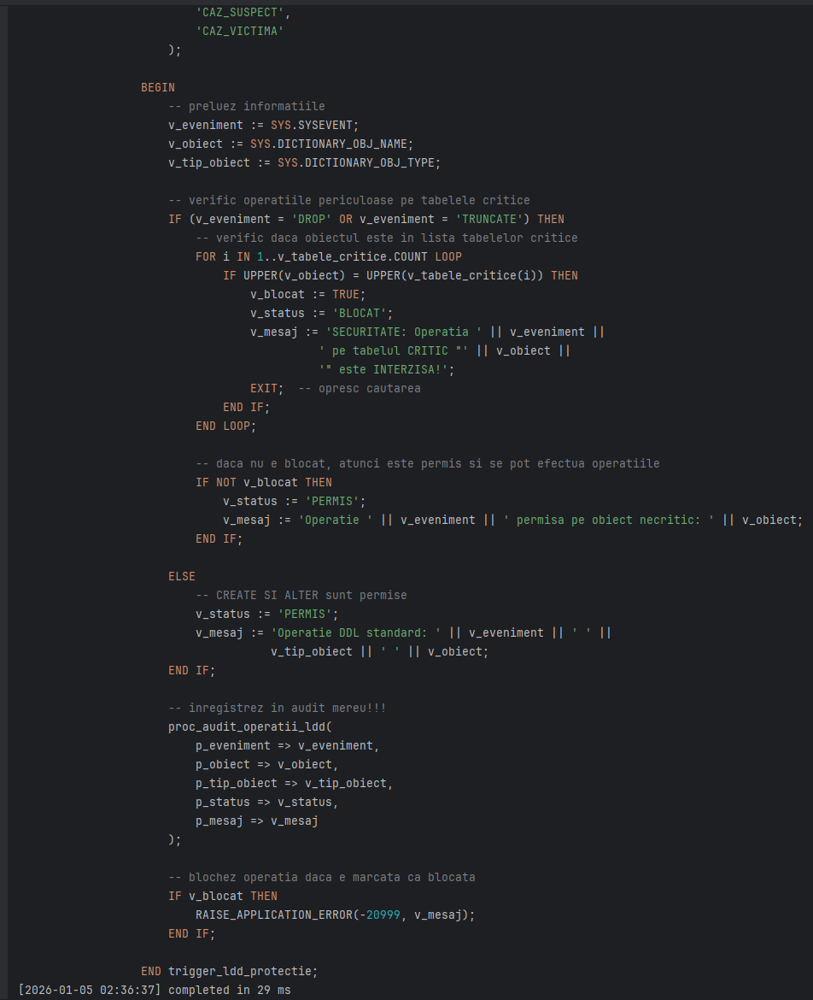 'CAZ_SUSPECT',
'CAZ_VICTIMA'
);
BEGIN
-- preluez informatiile
v_eveniment := SYS.SYSEVENT;
v_obiect := SYS.DICTIONARY_OBJ_NAME;
v_tip_obiect := SYS.DICTIONARY_OBJ_TYPE;
-- verific operatiile periculoase pe tabelele critice
IF (v_eveniment = 'DROP' OR v_eveniment = 'TRUNCATE') THEN
-- verific daca obiectul este in lista tabelelor critice
FOR i IN 1..v_tabele_critice.COUNT LOOP
IF UPPER(v_obiect) = UPPER(v_tabele_critice(i)) THEN
v_blocat := TRUE;
v_status := 'BLOCAT';
v_mesaj := 'SECURITATE: Operatia ' || v_eveniment ||
' pe tabelul CRITIC "' || v_obiect ||
'" este INTERZISA!';
EXIT;  -- opresc cautarea
END IF;
END LOOP;
-- daca nu e blocat, atunci este permis si se pot efectua operatiile
IF NOT v_blocat THEN
v_status := 'PERMIS';
v_mesaj := 'Operatie ' || v_eveniment || ' permisa pe obiect necritic: ' || v_obiect;
END IF;
ELSE
-- CREATE SI ALTER sunt permise
v_status := 'PERMIS';
v_mesaj := 'Operatie DDL standard: ' || v_eveniment || ' ' ||
v_tip_obiect || ' ' || v_obiect;
END IF;
-- inregistrez in audit mereu!!!
proc_audit_operatii_ldd(
p_eveniment => v_eveniment,
p_obiect => v_obiect,
p_tip_obiect => v_tip_obiect,
p_status => v_status,
p_mesaj => v_mesaj
);
-- blochez operatia daca e marcata ca blocata
IF v_blocat THEN
RAISE_APPLICATION_ERROR(-20999, v_mesaj);
END IF;
END trigger_ldd_protectie;
[2026-01-05 02:36:37] completed in 29 ms